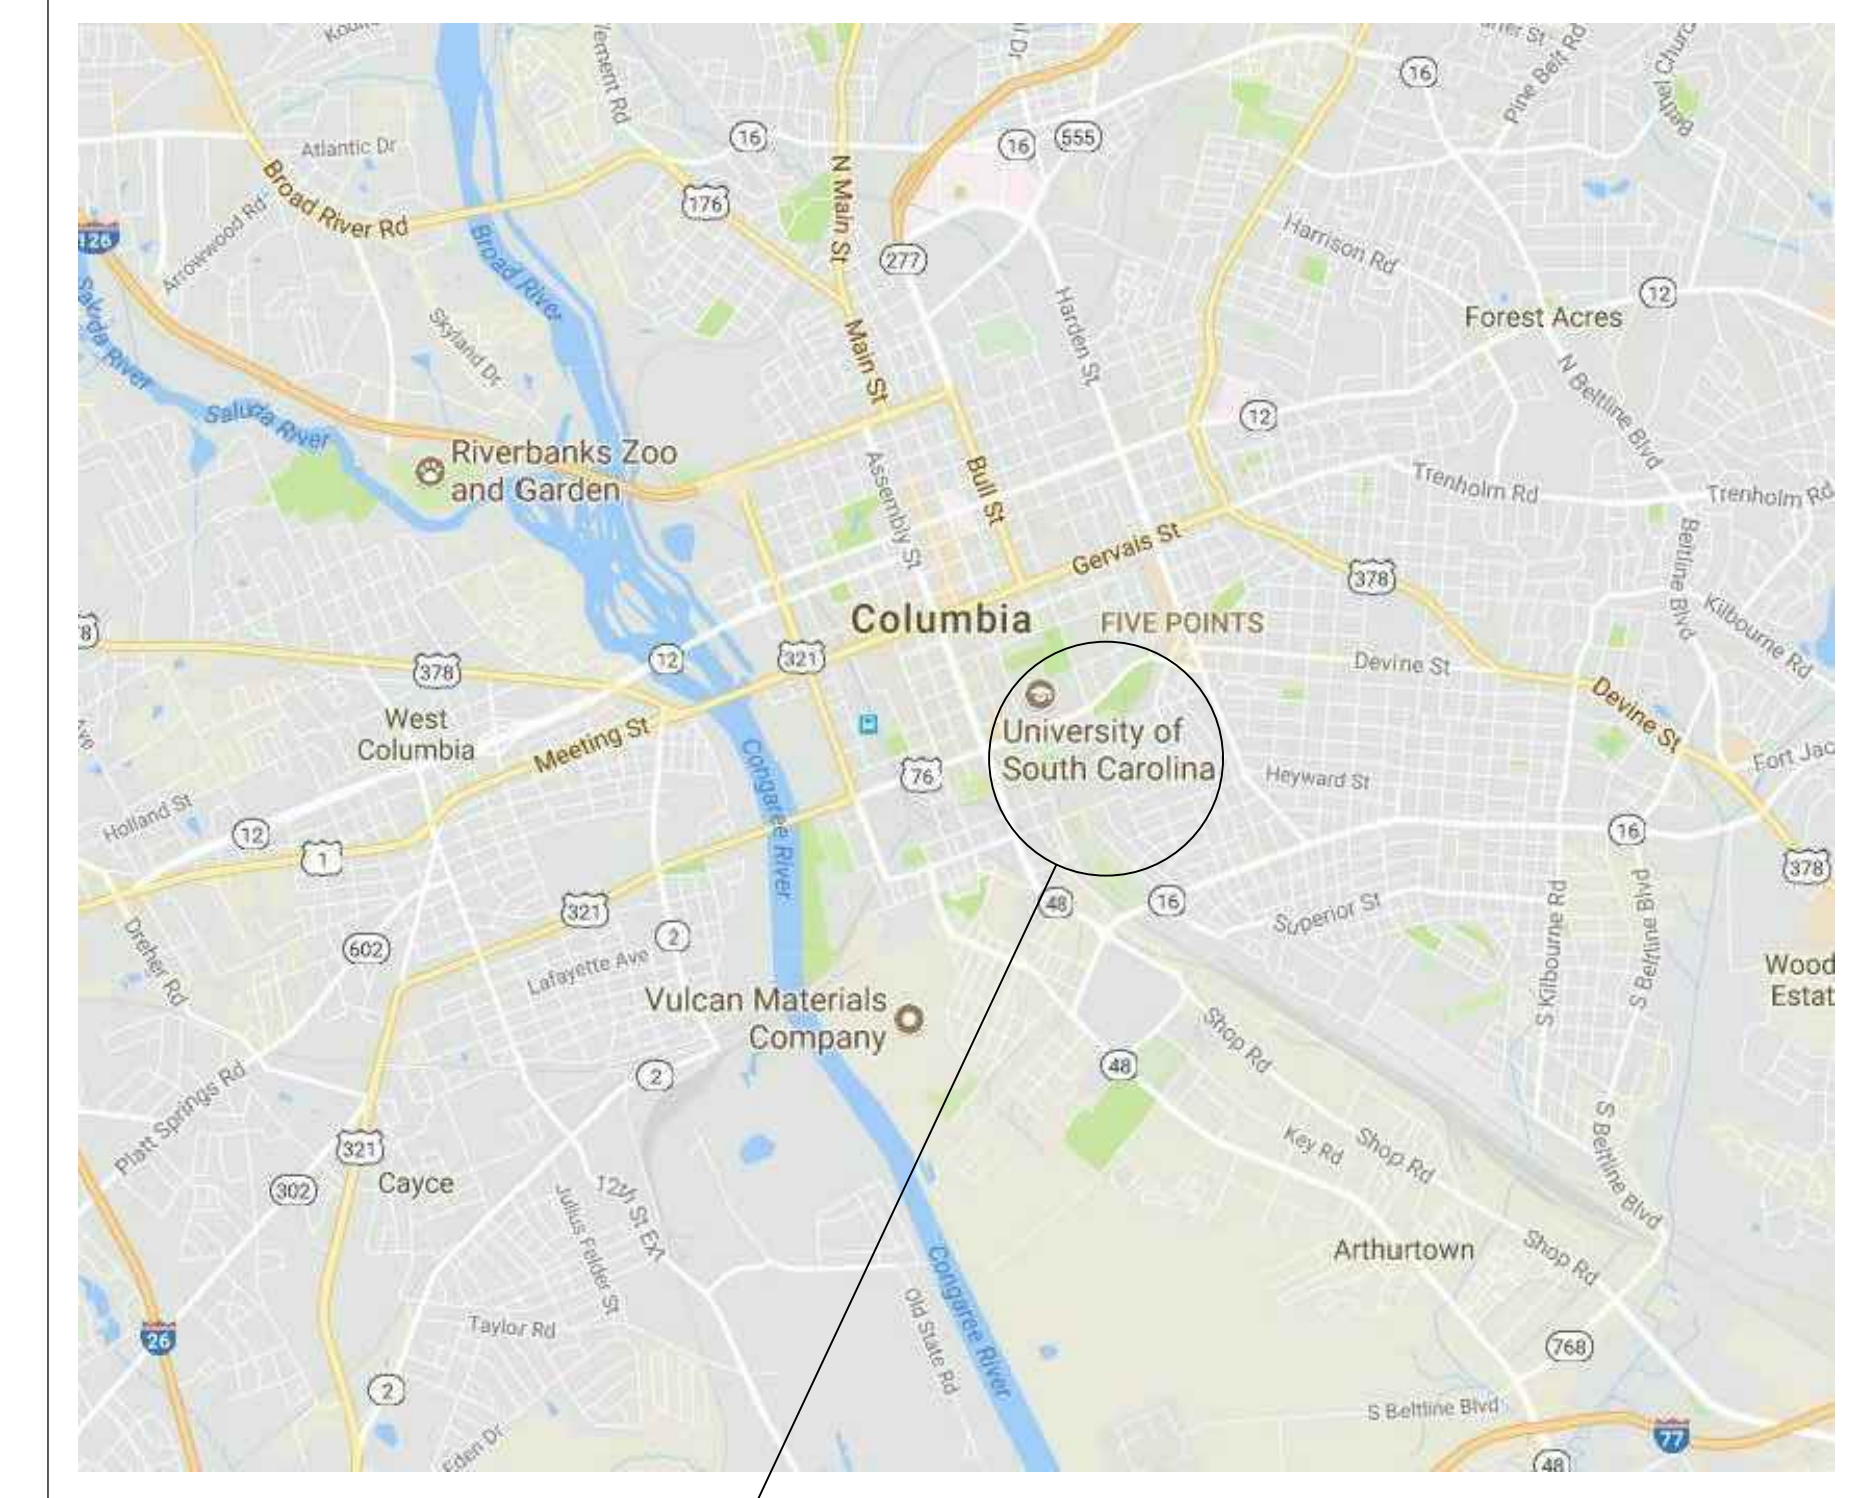 16
Pine Belt Rd
16
16
555
Atlantic Dr
Broad River Rd
N Main St
176
126
Arrowwood Rd
Broad River
277
Harrison Rd
12
Forest Acres
Saluda River
Skyland Dr
Main St
Harden St
N Beltline Blvd
Saluda River
12
Riverbanks Zoo
and Garden
Assembly St
Bull St
Trenholm Rd
Trenholm Rd
Gervais St
378
Beltline Blvd
Kilbourne Rd
Columbia
FIVE POINTS
8
378
12
321
Devine St
Devine St
West
Columbia
Meeting St
University of
South Carolina
Congaree River
76
Heyward St
Fort Jac
Holland St
12
1
16
378
321
2
48
16
Superior St
S Kilbourne Rd
S Beltline Blvd
Dreher Rd
602
Lafayette Ave
Wood
Estat
Vulcan Materials
Company
Shop Rd
48
2
Platt Springs Rd
321
Key Rd
Shop Rd
S Beltline Blvd
302
Cayce
12th St Ext
Julius Felder St
Arthurtown
Shop Rd
Congaree River
Old State Rd
26
Taylor Rd
768
2
S Beltline Blvd
77
Eden Dr
48